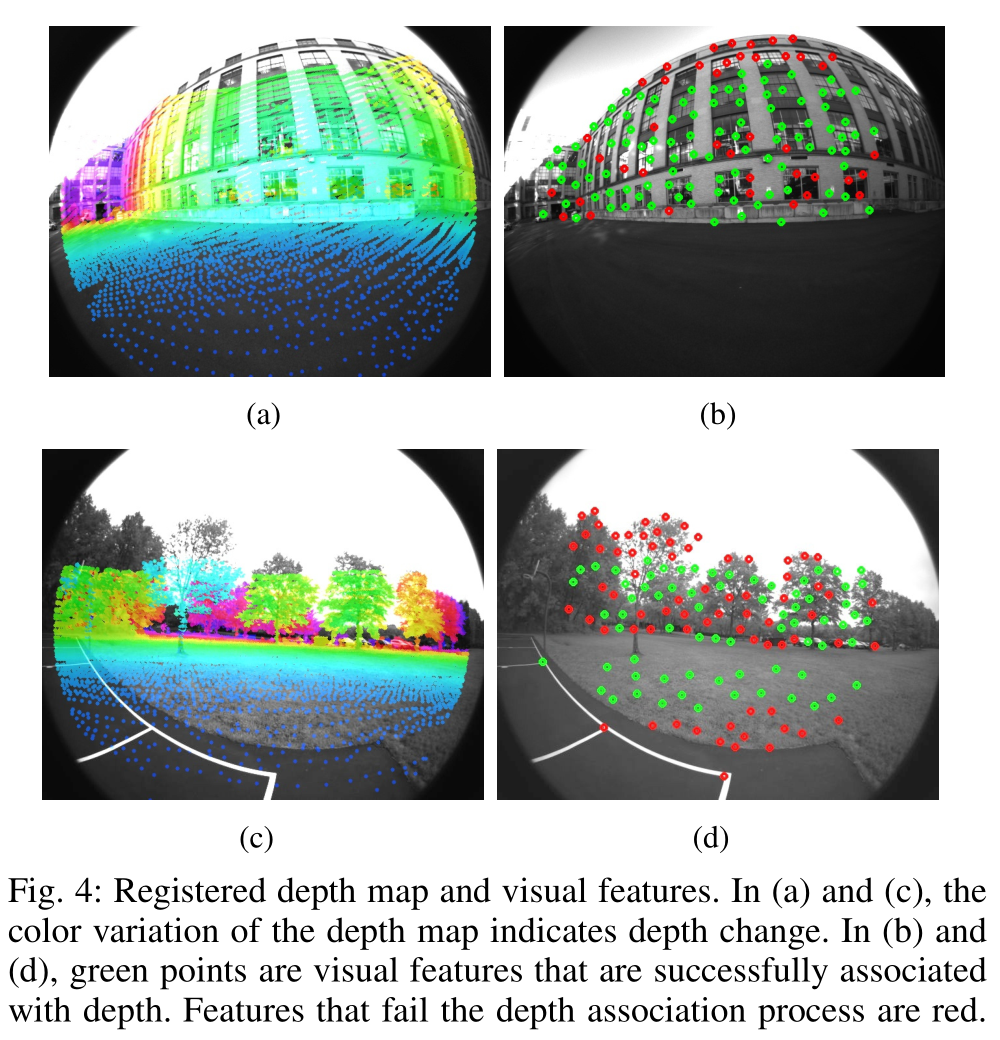 (a)
(b)
(c)
(d)
Fig. 4: Registered depth map and visual features. In (a) and (c), the
color variation of the depth map indicates depth change. In (b) and
(d), green points are visual features that are successfully associated
with depth. Features that fail the depth association process are red.